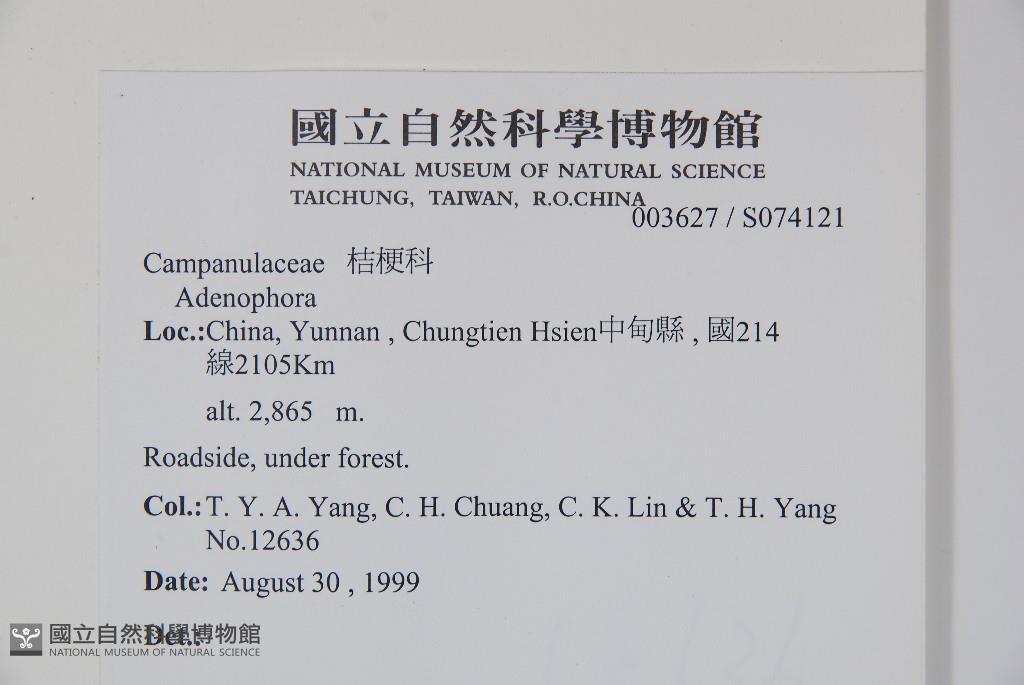 國立自然科學博物館
NATIONAL MUSEUM OF NATURAL SCIENCE
TAICHUNG, TAIWAN, R.O.CHINA
003627 / S074121
Campanulaceae 桔梗科
Adenophora
Loc.:China, Yunnan , Chungtien Hsien中甸縣 , 國214
線2105Km
alt. 2,865 m.
Roadside, under forest.
Col.:T. Y. A. Yang, C. H. Chuang, C. K. Lin & T. H. Yang
No.12636
Date: August 30 , 1999
Det.:
國立自然科學博物館
NATIONAL MUSEUM OF NATURAL SCIENCE